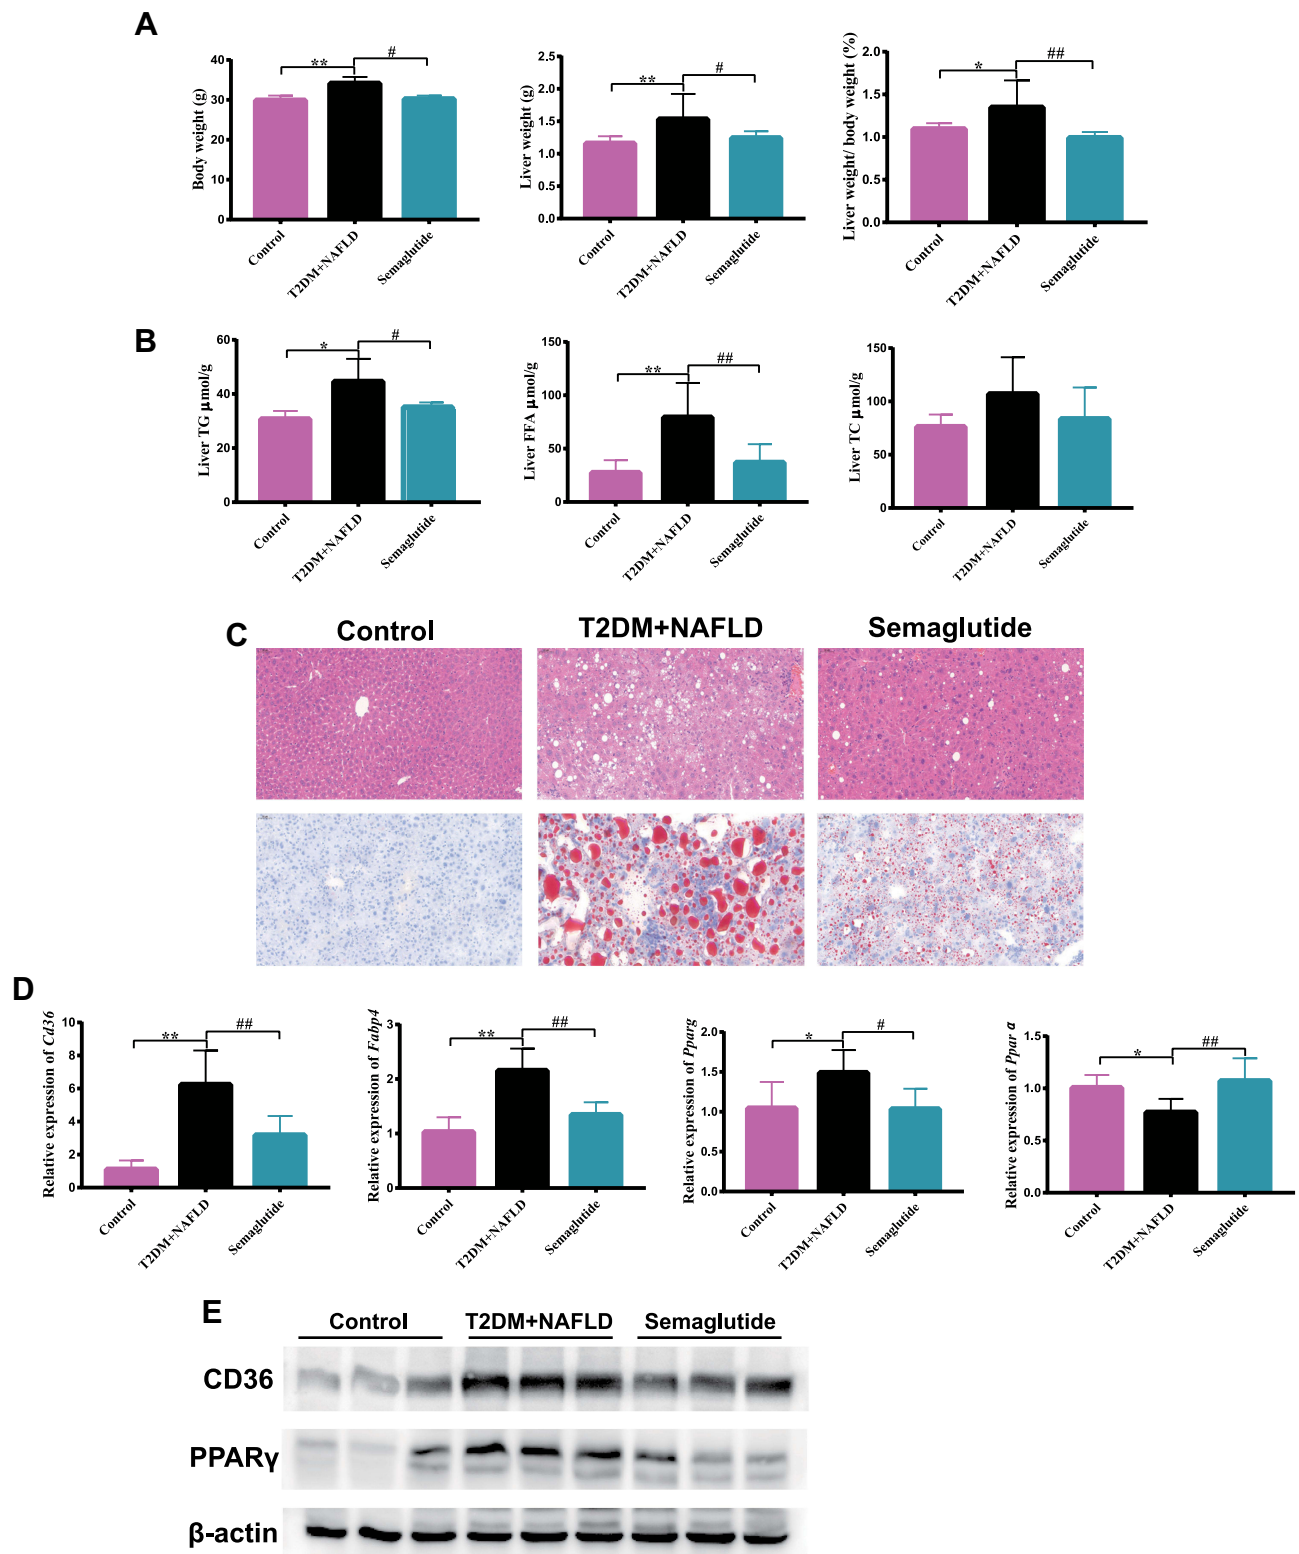 A
Body weight (g)
40
30
20
10
0
**
#
Control
T2DM+NAFLD
Semaglutide
Liver weight (g)
2.5
2.0
1.5
1.0
0.5
0.0
**
#
Control
T2DM+NAFLD
Semaglutide
Liver weight/ body weight (%)
2.0
1.5
1.0
0.5
0.0
*
##
Control
T2DM+NAFLD
Semaglutide
B
Liver TG μmol/g
60
40
20
0
*
#
Control
T2DM+NAFLD
Semaglutide
Liver FFA μmol/g
150
100
50
0
**
##
Control
T2DM+NAFLD
Semaglutide
Liver TC μmol/g
150
100
50
0
Control
T2DM+NAFLD
Semaglutide
C
Control
T2DM+NAFLD
Semaglutide
D
Relative expression of Cd36
10
8
6
4
2
0
**
##
Control
T2DM+NAFLD
Semaglutide
Relative expression of Fabp4
3
2
1
0
**
##
Control
T2DM+NAFLD
Semaglutide
Relative expression of Pparg
2.0
1.5
1.0
0.5
0.0
*
#
Control
T2DM+NAFLD
Semaglutide
Relative expression of Ppar α
1.5
1.0
0.5
0.0
*
##
Control
T2DM+NAFLD
Semaglutide
E
Control
T2DM+NAFLD
Semaglutide
CD36
PPARγ
β-actin